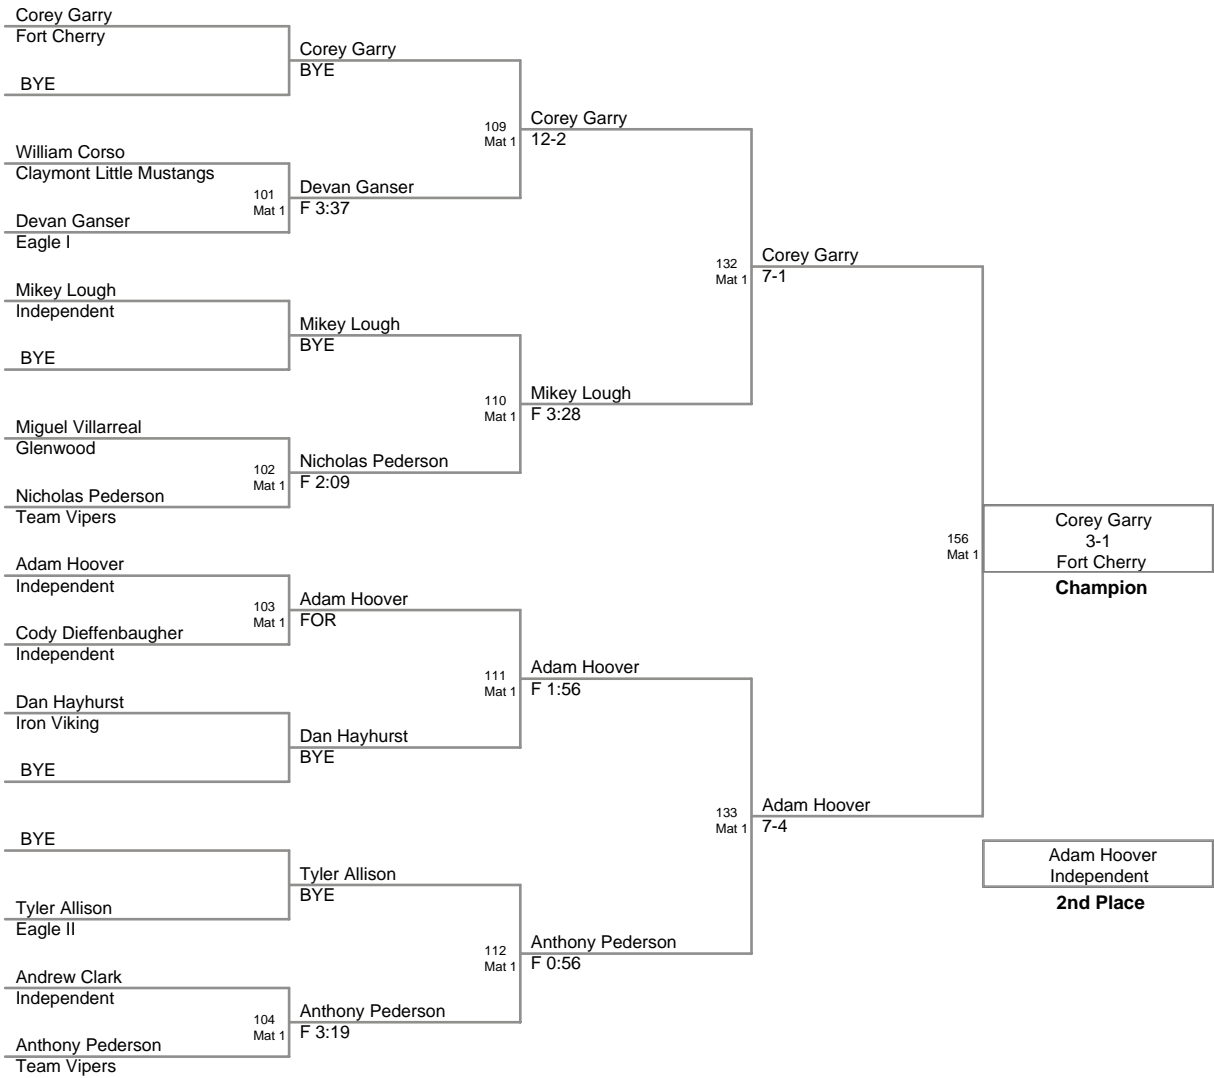 Corey Garry
Fort Cherry
BYE
William Corso
Claymont Little Mustangs
Devan Ganser
Eagle I
Mikey Lough
Independent
BYE
Miguel Villarreal
Glenwood
Nicholas Pederson
Team Vipers
Adam Hoover
Independent
Cody Dieffenbaugher
Independent
Dan Hayhurst
Iron Viking
BYE
BYE
Tyler Allison
Eagle II
Andrew Clark
Independent
Anthony Pederson
Team Vipers
101
Mat 1
102
Mat 1
103
Mat 1
104
Mat 1
Corey Garry
BYE
Devan Ganser
F 3:37
Mikey Lough
BYE
Nicholas Pederson
F 2:09
Adam Hoover
FOR
Dan Hayhurst
BYE
Tyler Allison
BYE
Anthony Pederson
F 3:19
109
Mat 1
110
Mat 1
111
Mat 1
112
Mat 1
Corey Garry
12-2
Mikey Lough
F 3:28
Adam Hoover
F 1:56
Anthony Pederson
F 0:56
132
Mat 1
133
Mat 1
Corey Garry
7-1
Adam Hoover
7-4
156
Mat 1
Corey Garry
3-1
Fort Cherry
Champion
Adam Hoover
Independent
2nd Place